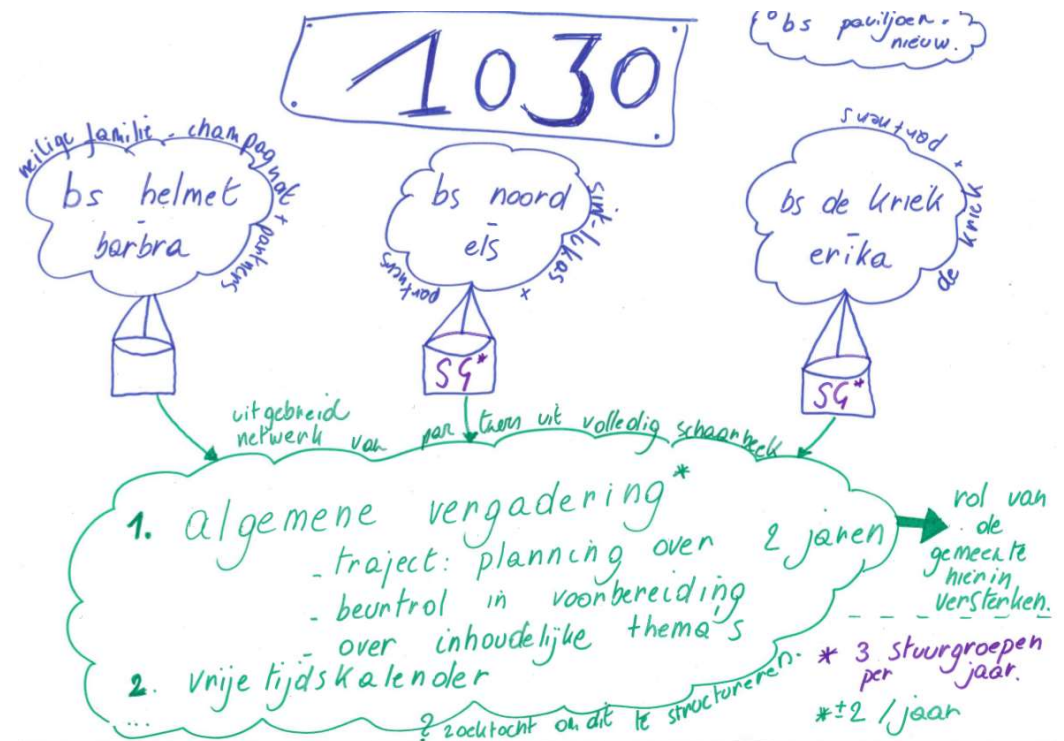 1030
bs paviljoen.
nieuw.
heilige familie - champagnat + partners
bs helmet
-
barbra
bs noord
-
els
sint-lukas
+
partners
bs de kriek
-
erika
de kriek + partners
SG*
SG*
uitgebreid
netwerk van partners uit volledig schaarbeek
1. algemene vergadering*
- traject: planning over 2 jaren
- beurtrol in voorbereiding
- over inhoudelijke thema's
2. vrije tijdskalender
...
? zoektocht om dit te structureren.
rol van
de
gemeente
hierin
versterken.
* 3 stuurgroepen
per jaar.
*±2 /jaar